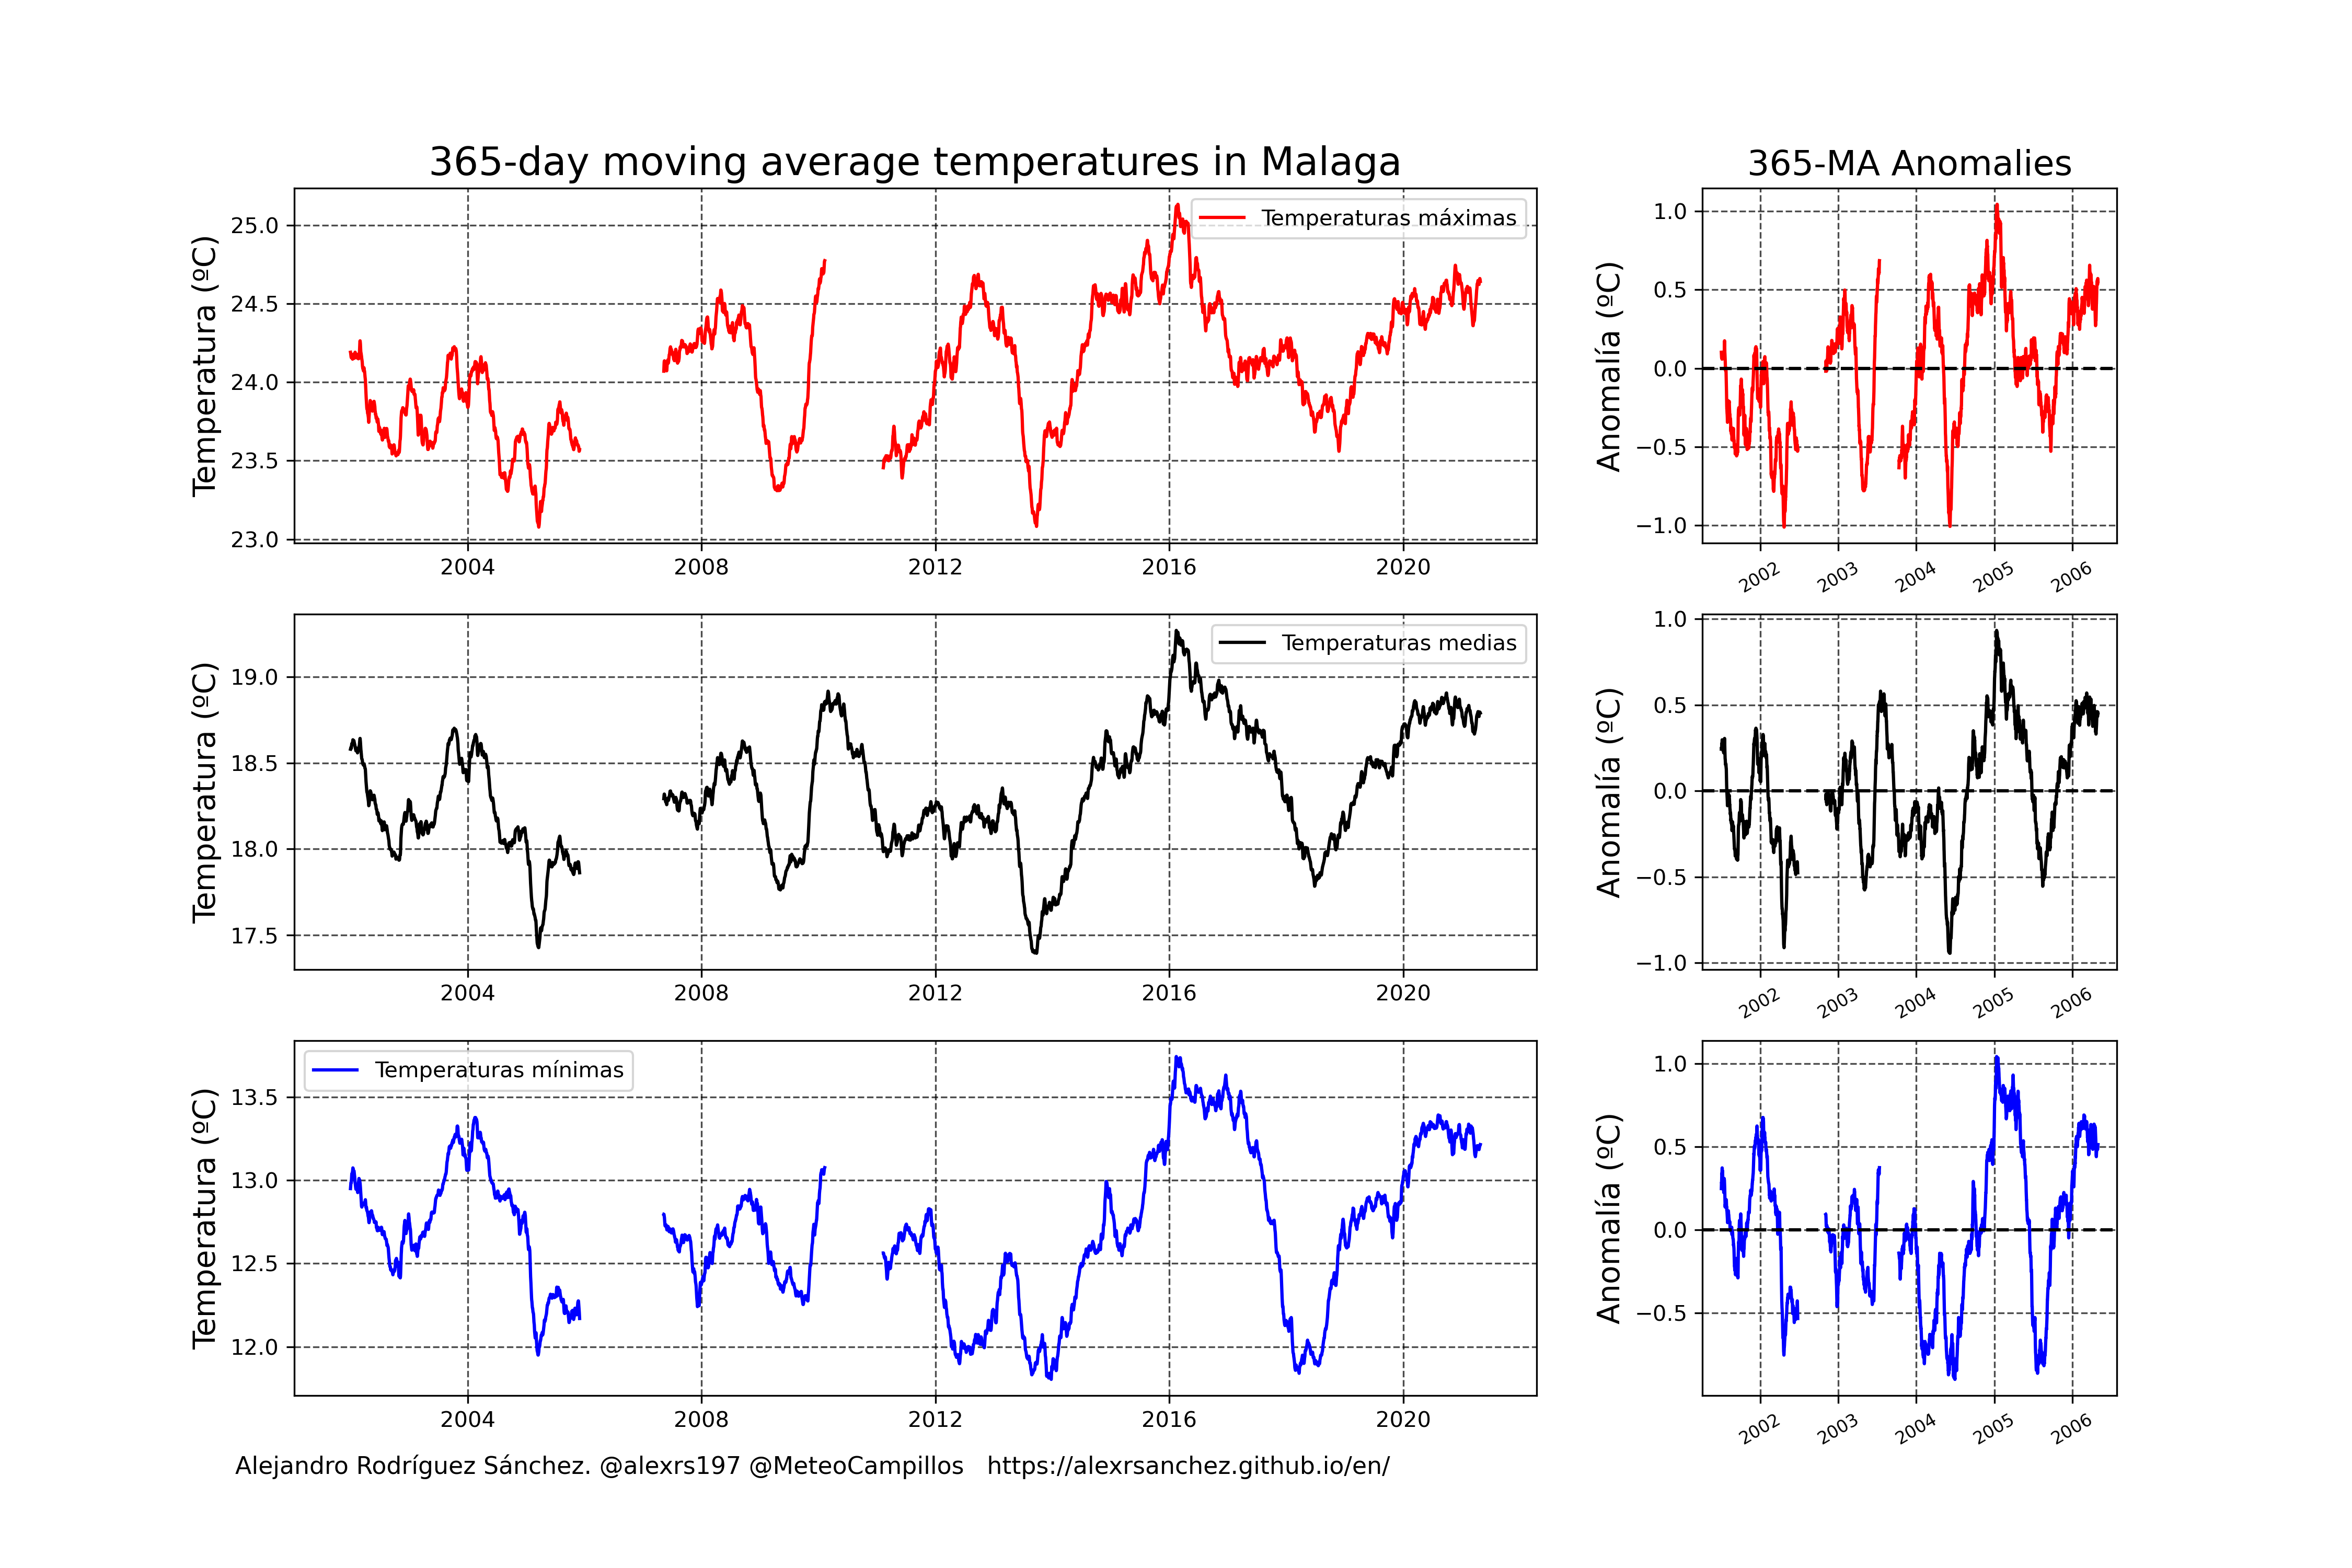 365-day moving average temperatures in Malaga
365-MA Anomalies
Temperatura (ºC)
25.0
24.5
24.0
23.5
23.0
Temperaturas máximas
2004 2008 2012 2016 2020
Anomalía (ºC)
1.0
0.5
0.0
−0.5
−1.0
2002 2003 2004 2005 2006
Temperatura (ºC)
19.0
18.5
18.0
17.5
Temperaturas medias
2004 2008 2012 2016 2020
Anomalía (ºC)
1.0
0.5
0.0
−0.5
−1.0
2002 2003 2004 2005 2006
Temperatura (ºC)
13.5
13.0
12.5
12.0
Temperaturas mínimas
2004 2008 2012 2016 2020
Anomalía (ºC)
1.0
0.5
0.0
−0.5
2002 2003 2004 2005 2006
Alejandro Rodríguez Sánchez. @alexrs197 @MeteoCampillos https://alexrsanchez.github.io/en/